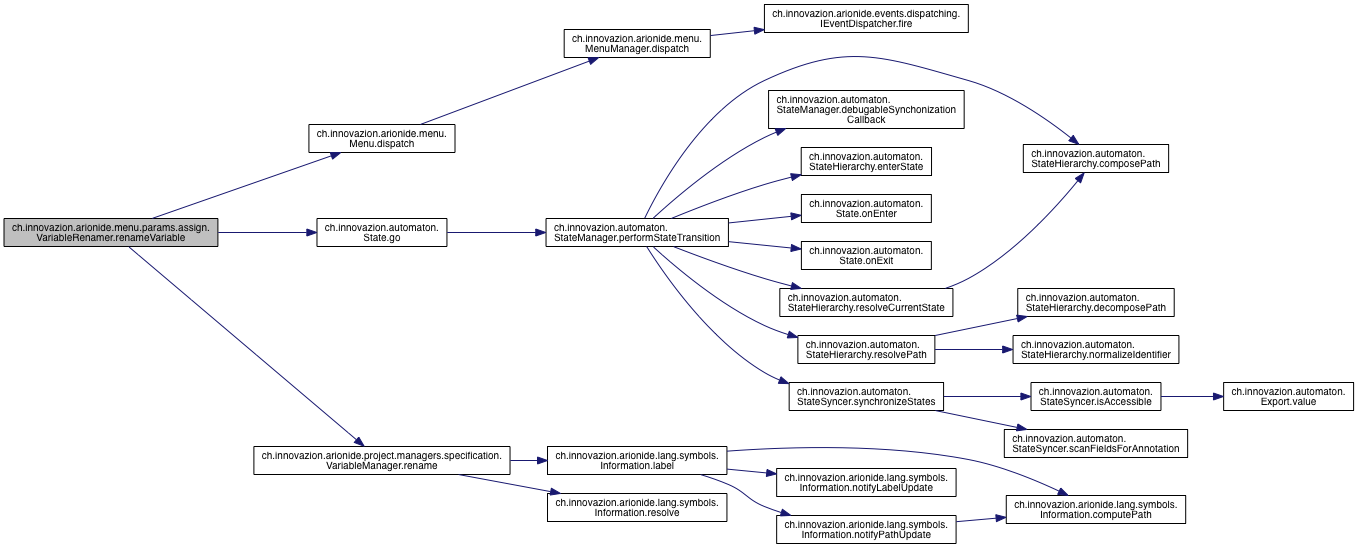 ch.innovazion.arionide.events.dispatching.
IEventDispatcher.fire
ch.innovazion.arionide.menu.
MenuManager.dispatch
ch.innovazion.automaton.
StateManager.debugableSynchonization
Callback
ch.innovazion.arionide.menu.
Menu.dispatch
ch.innovazion.automaton.
StateHierarchy.enterState
ch.innovazion.automaton.
StateHierarchy.composePath
ch.innovazion.automaton.
State.onEnter
ch.innovazion.arionide.menu.params.assign.
VariableRenamer.renameVariable
ch.innovazion.automaton.
State.go
ch.innovazion.automaton.
StateManager.performStateTransition
ch.innovazion.automaton.
State.onExit
ch.innovazion.automaton.
StateHierarchy.resolveCurrentState
ch.innovazion.automaton.
StateHierarchy.decomposePath
ch.innovazion.automaton.
StateHierarchy.resolvePath
ch.innovazion.automaton.
StateHierarchy.normalizeIdentifier
ch.innovazion.automaton.
StateSyncer.synchronizeStates
ch.innovazion.automaton.
StateSyncer.isAccessible
ch.innovazion.automaton.
Export.value
ch.innovazion.automaton.
StateSyncer.scanFieldsForAnnotation
ch.innovazion.arionide.project.managers.specification.
VariableManager.rename
ch.innovazion.arionide.lang.symbols.
Information.label
ch.innovazion.arionide.lang.symbols.
Information.notifyLabelUpdate
ch.innovazion.arionide.lang.symbols.
Information.resolve
ch.innovazion.arionide.lang.symbols.
Information.computePath
ch.innovazion.arionide.lang.symbols.
Information.notifyPathUpdate